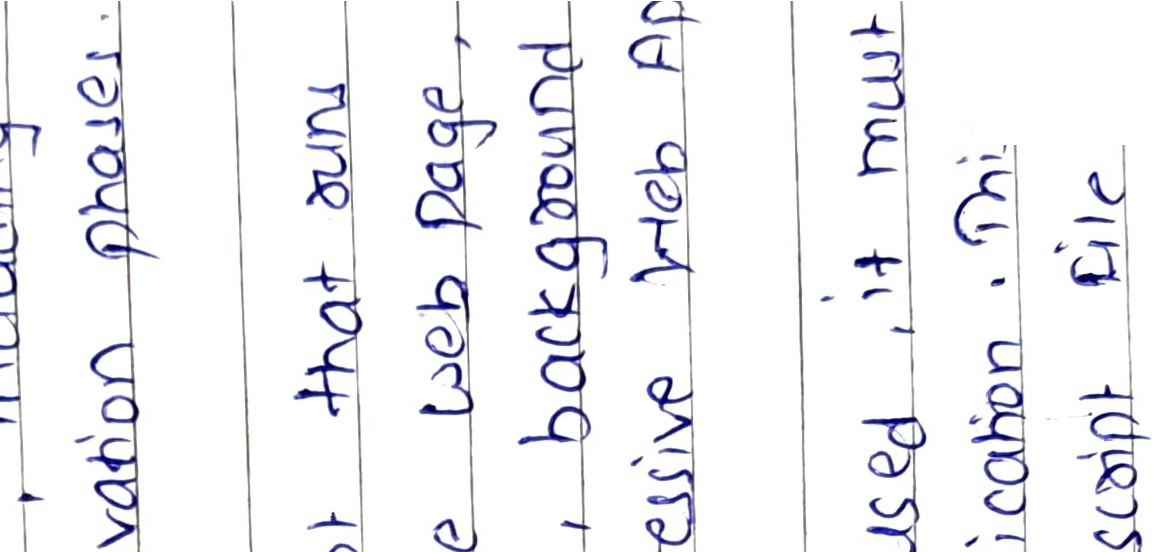 vation phases.
that runs
e web page,
, background
essive Web Ap
used, it must
ication. Thi
script file